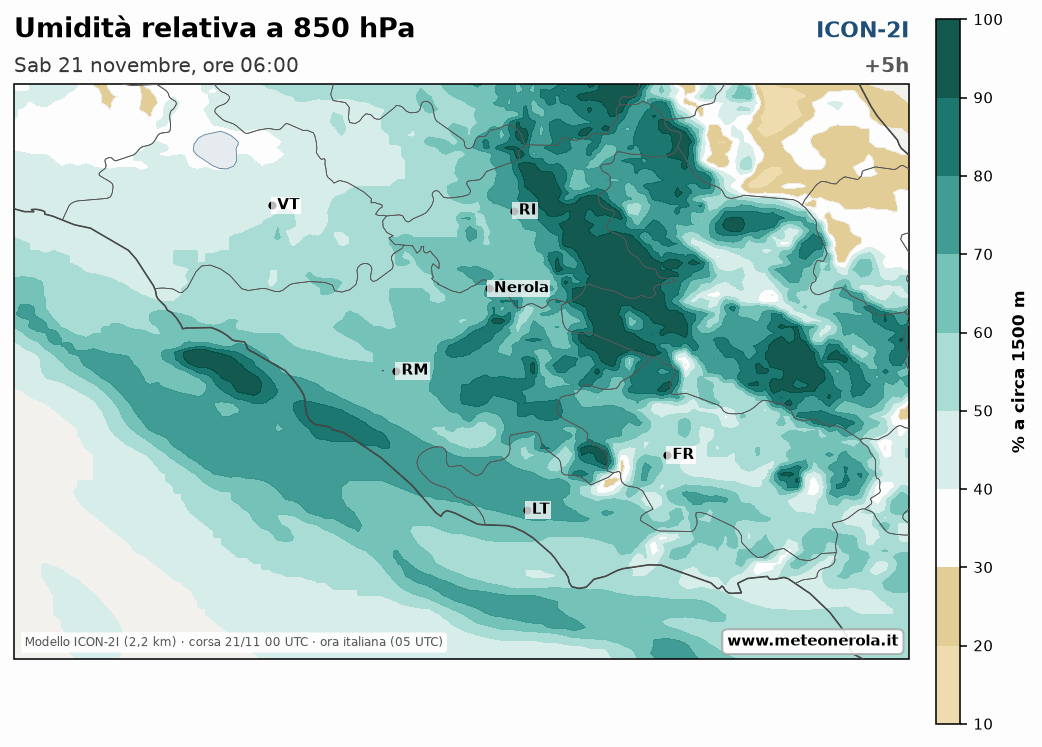 Umidità relativa a 850 hPa
ICON-2I
Sab 21 novembre, ore 06:00
+5h
VT
RI
Nerola
RM
FR
LT
Modello ICON-2I (2,2 km) · corsa 21/11 00 UTC · ora italiana (05 UTC)
www.meteonerola.it
100
90
80
70
60
50
40
30
20
10
% a circa 1500 m